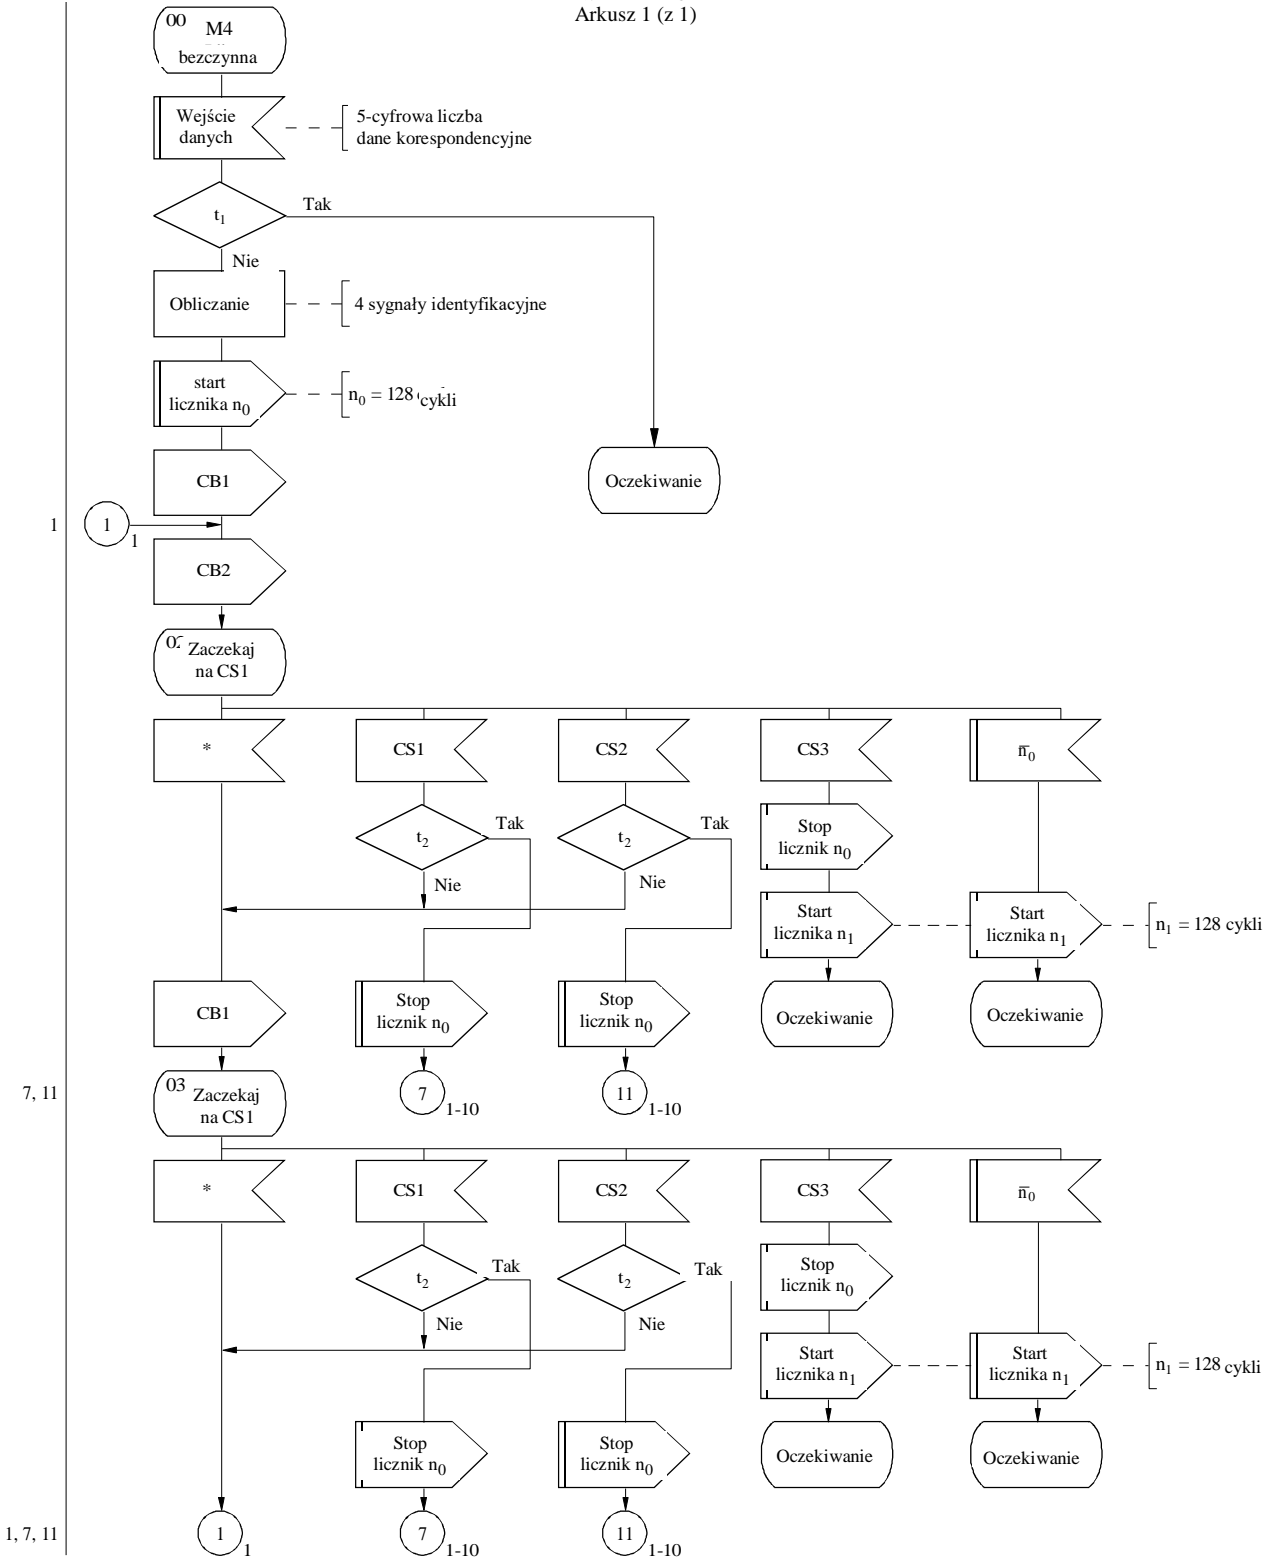 Arkusz 1 (z 1)
00
M4
bezczynna
Wejście
danych
5-cyfrowa liczba
dane korespondencyjne
t1
Tak
Nie
Obliczanie
4 sygnały identyfikacyjne
start
licznika n0
n0 = 128 cykli
CB1
Oczekiwanie
1
1
1
CB2
Zaczekaj
na CS1
*
CS1
CS2
CS3
n̅0
t2
Tak
t2
Tak
Stop
licznik n0
Nie
Nie
Start
licznika n1
Start
licznika n1
n1 = 128 cykli
CB1
Stop
licznik n0
Stop
licznik n0
Oczekiwanie
Oczekiwanie
7, 11
03
Zaczekaj
na CS1
7
1-10
11
1-10
*
CS1
CS2
CS3
n̅0
t2
Tak
t2
Tak
Stop
licznik n0
Nie
Nie
Start
licznika n1
Start
licznika n1
n1 = 128 cykli
Stop
licznik n0
Stop
licznik n0
Oczekiwanie
Oczekiwanie
1, 7, 11
1
1
7
1-10
11
1-10